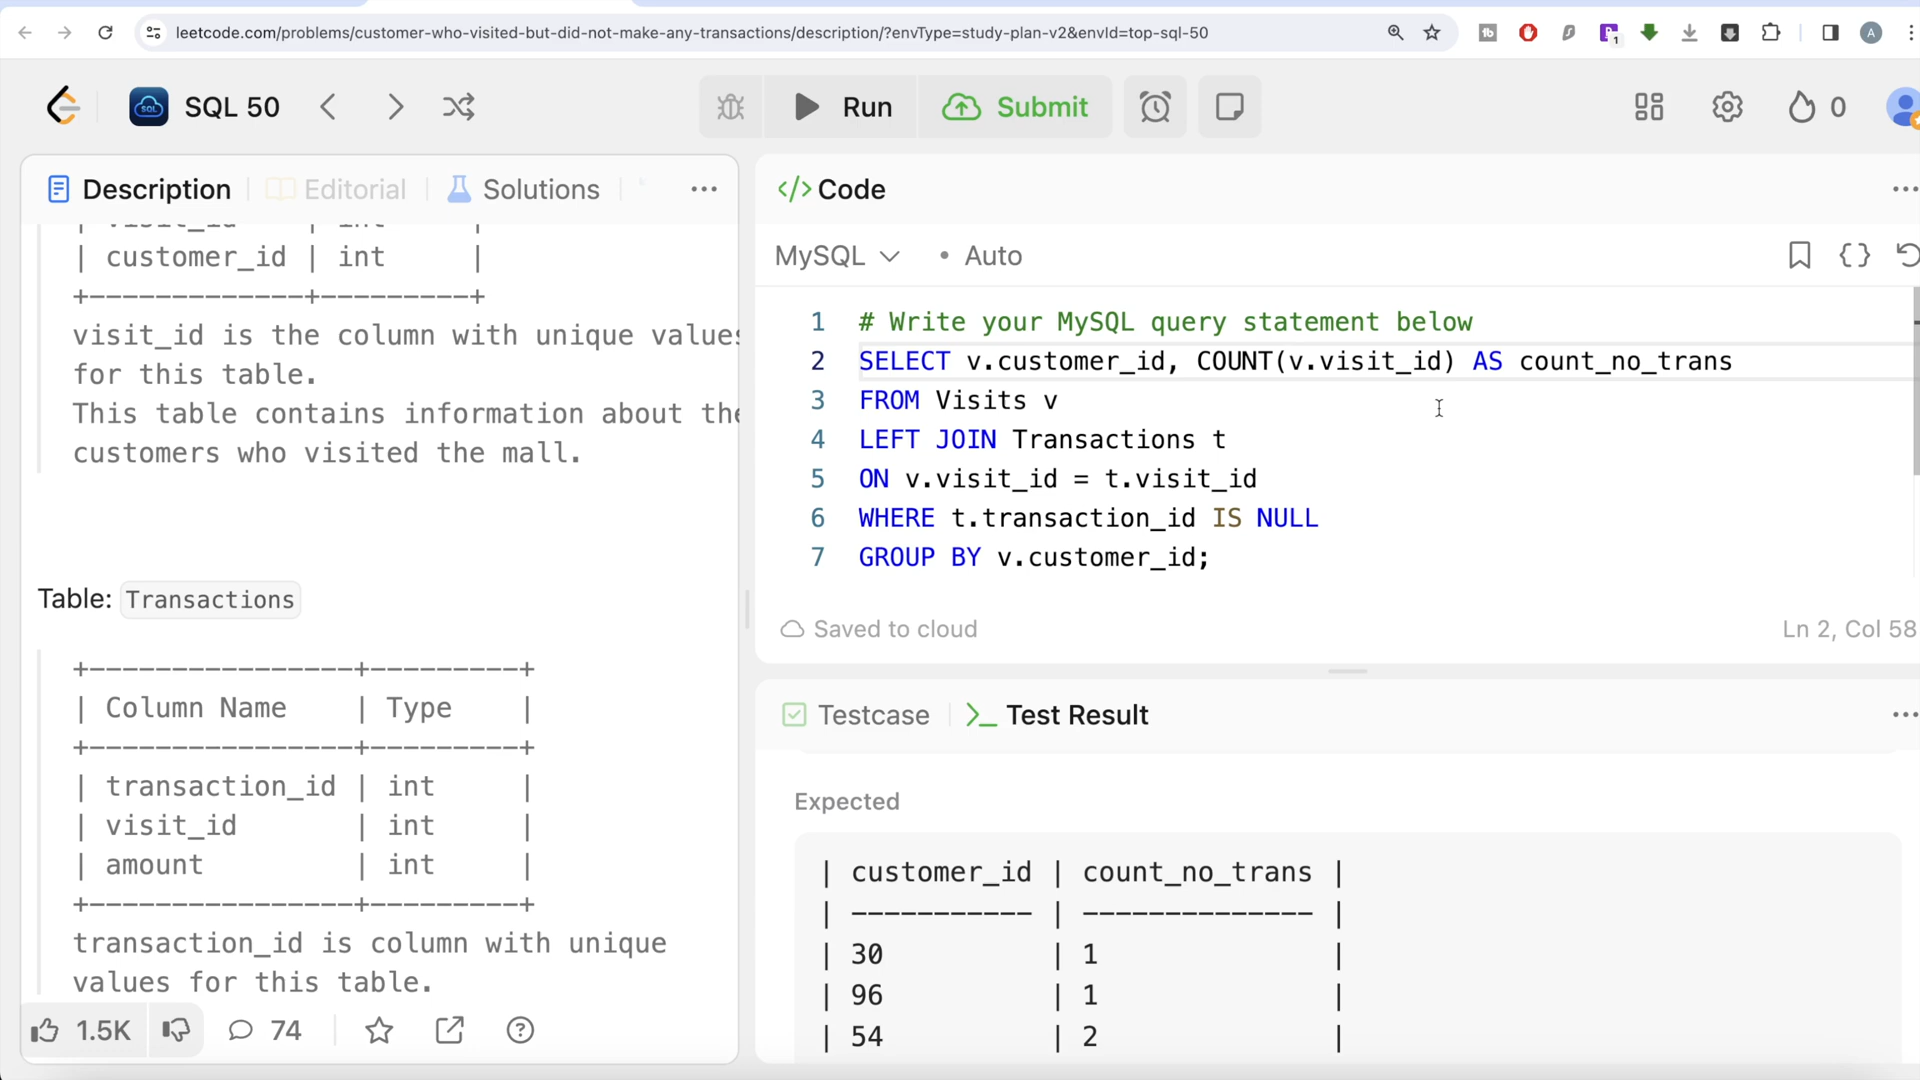 leetcode.com/problems/customer-who-visited-but-did-not-make-any-transactions/description/?envType=study-plan-v2&envId=top-sql-50
1
A
SQL 50
Run
Submit
0
Description
Editorial
Solutions
| visit_id | int |
| customer_id | int |
+-------------+---------+
visit_id is the column with unique values
for this table.
This table contains information about the
customers who visited the mall.
Table: Transactions
+----------------+---------+
| Column Name | Type |
+----------------+---------+
| transaction_id | int |
| visit_id | int |
| amount | int |
+----------------+---------+
transaction_id is column with unique
values for this table.
1.5K
74
</> Code
MySQL
• Auto
{}
1 # Write your MySQL query statement below
2 SELECT v.customer_id, COUNT(v.visit_id) AS count_no_trans
3 FROM Visits v
4 LEFT JOIN Transactions t
5 ON v.visit_id = t.visit_id
6 WHERE t.transaction_id IS NULL
7 GROUP BY v.customer_id;
Saved to cloud
Ln 2, Col 58
Testcase
>_ Test Result
Expected
| customer_id | count_no_trans |
| ----------- | -------------- |
| 30 | 1 |
| 96 | 1 |
| 54 | 2 |